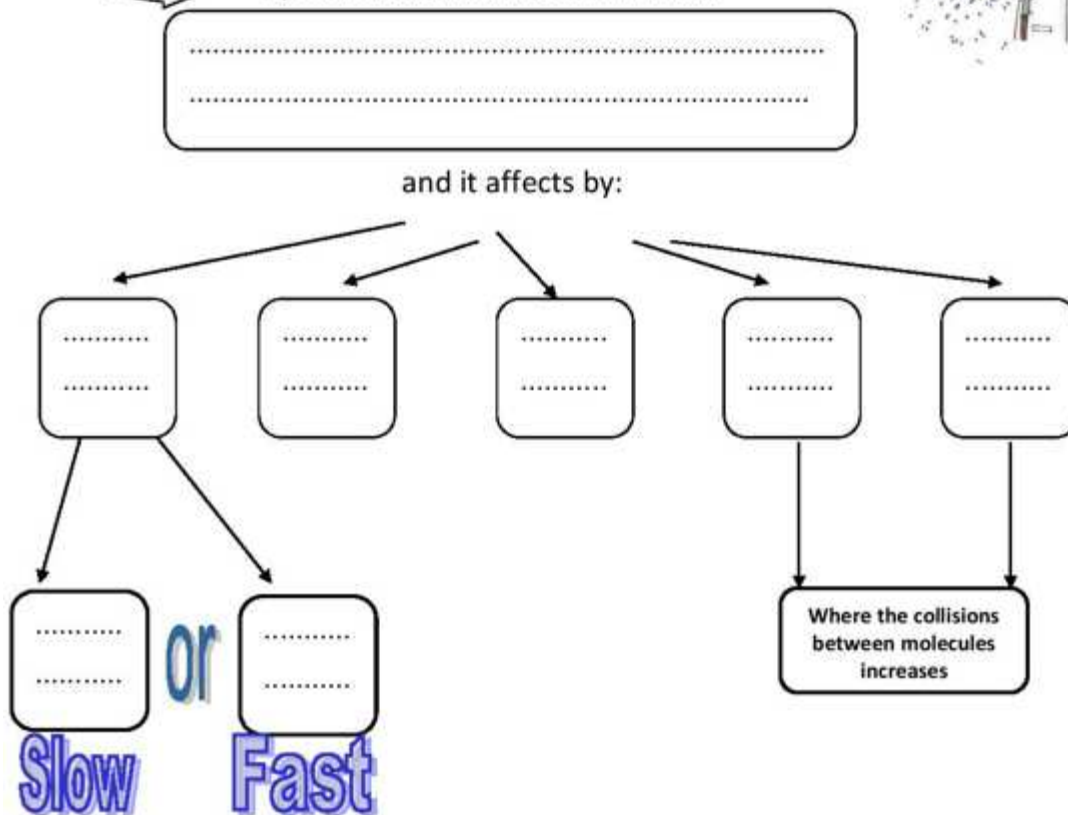 and it affects by:
or
Where the collisions
between molecules
increases
Slow
Fast